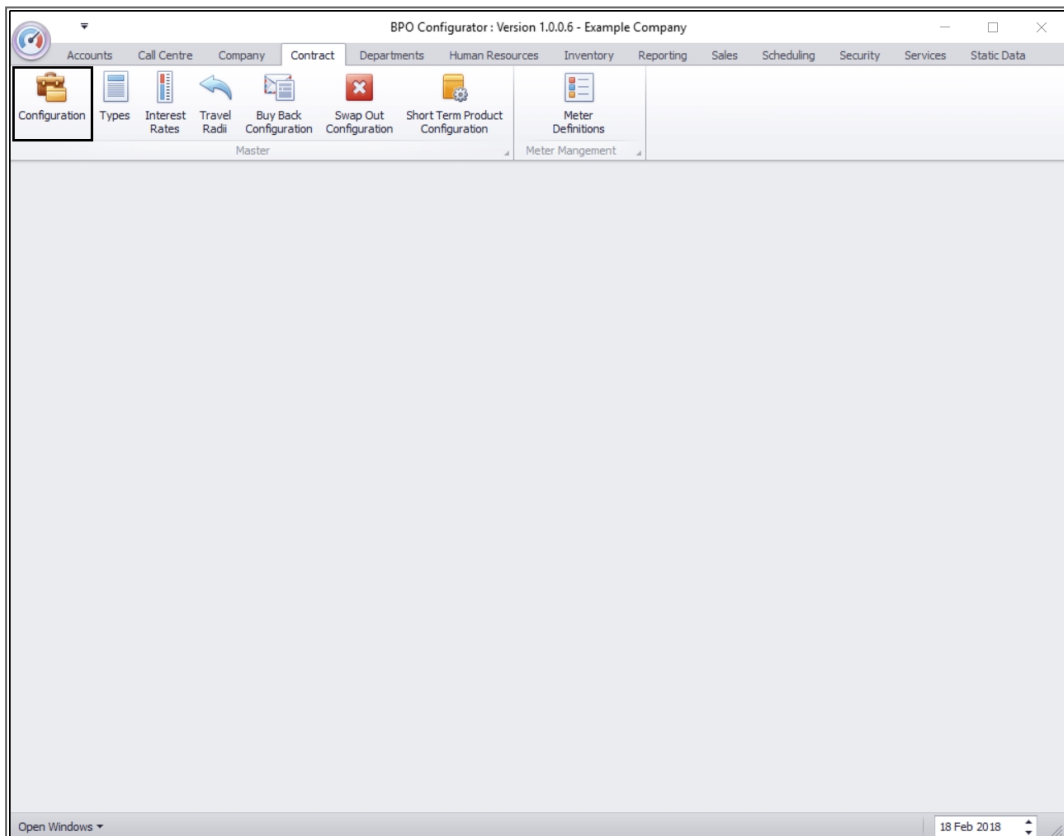 BPO Configurator : Version 1.0.0.6 - Example Company
Accounts Call Centre Company Contract Departments Human Resources Inventory Reporting Sales Scheduling Security Services Static Data
Configuration Types Interest Travel Buy Back Swap Out Short Term Product Meter
Rates Radii Configuration Configuration Configuration Definitions
Master Meter Mangement
Open Windows 18 Feb 2018